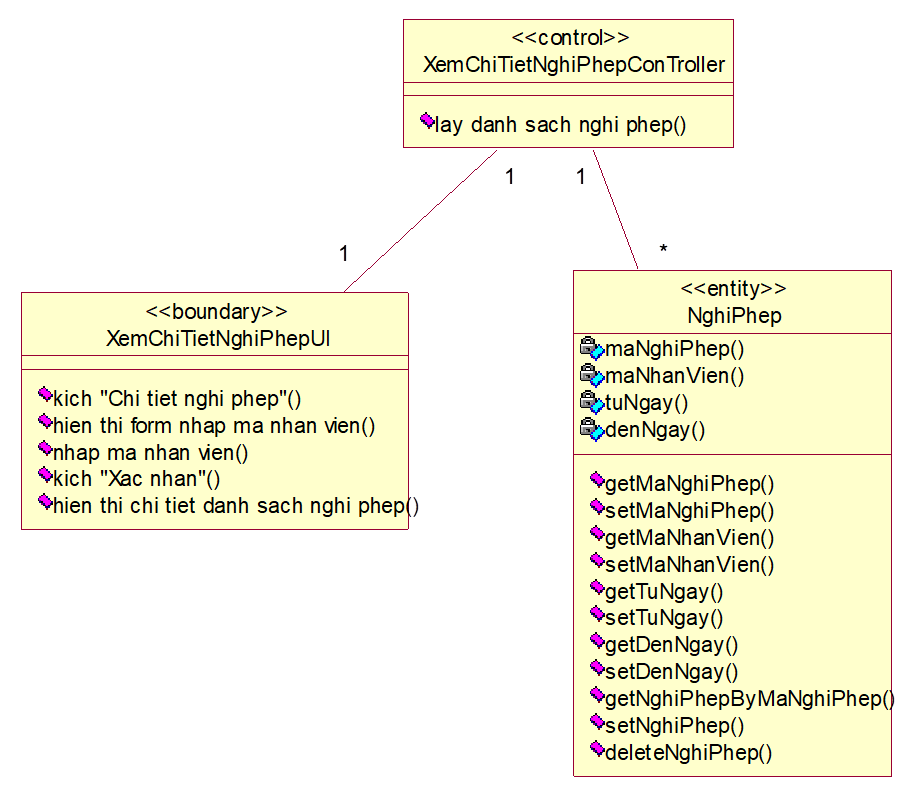 <<control>>
XemChiTietNghiPhepConTroller
lay danh sach nghi phep()
1
1
1
*
<<boundary>>
XemChiTietNghiPhepUI
kich "Chi tiet nghi phep"()
hien thi form nhap ma nhan vien()
nhap ma nhan vien()
kich "Xac nhan"()
hien thi chi tiet danh sach nghi phep()
<<entity>>
NghiPhep
maNghiPhep()
maNhanVien()
tuNgay()
denNgay()
getMaNghiPhep()
setMaNghiPhep()
getMaNhanVien()
setMaNhanVien()
getTuNgay()
setTuNgay()
getDenNgay()
setDenNgay()
getNghiPhepByMaNghiPhep()
setNghiPhep()
deleteNghiPhep()